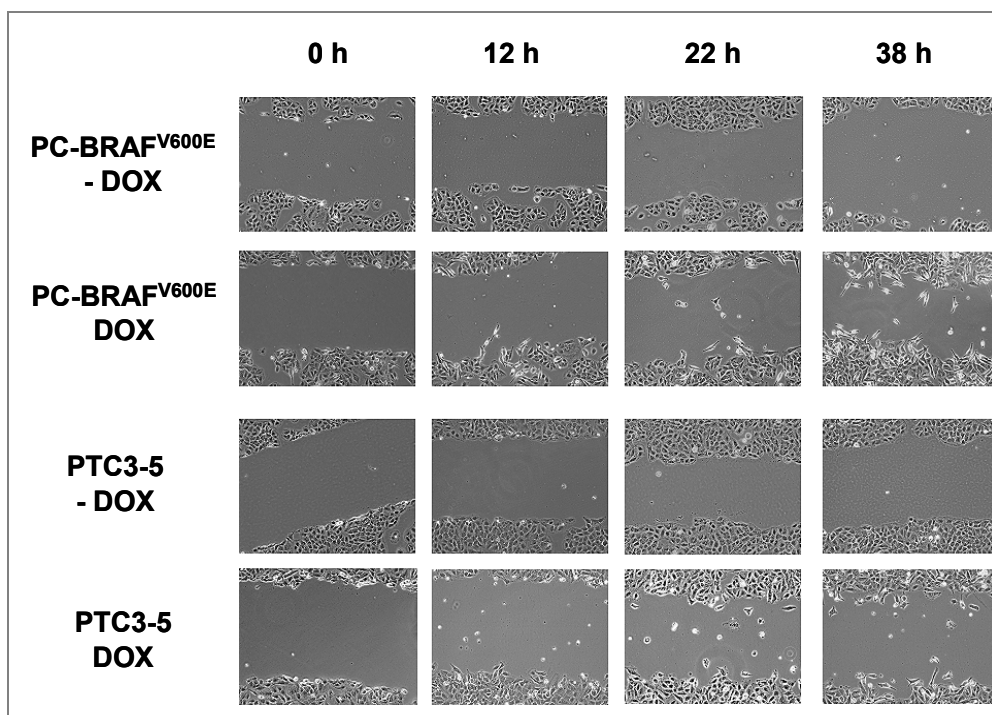 0 h 12 h 22 h 38 h
PC-BRAFV600E
- DOX
PC-BRAFV600E
DOX
PTC3-5
- DOX
PTC3-5
DOX